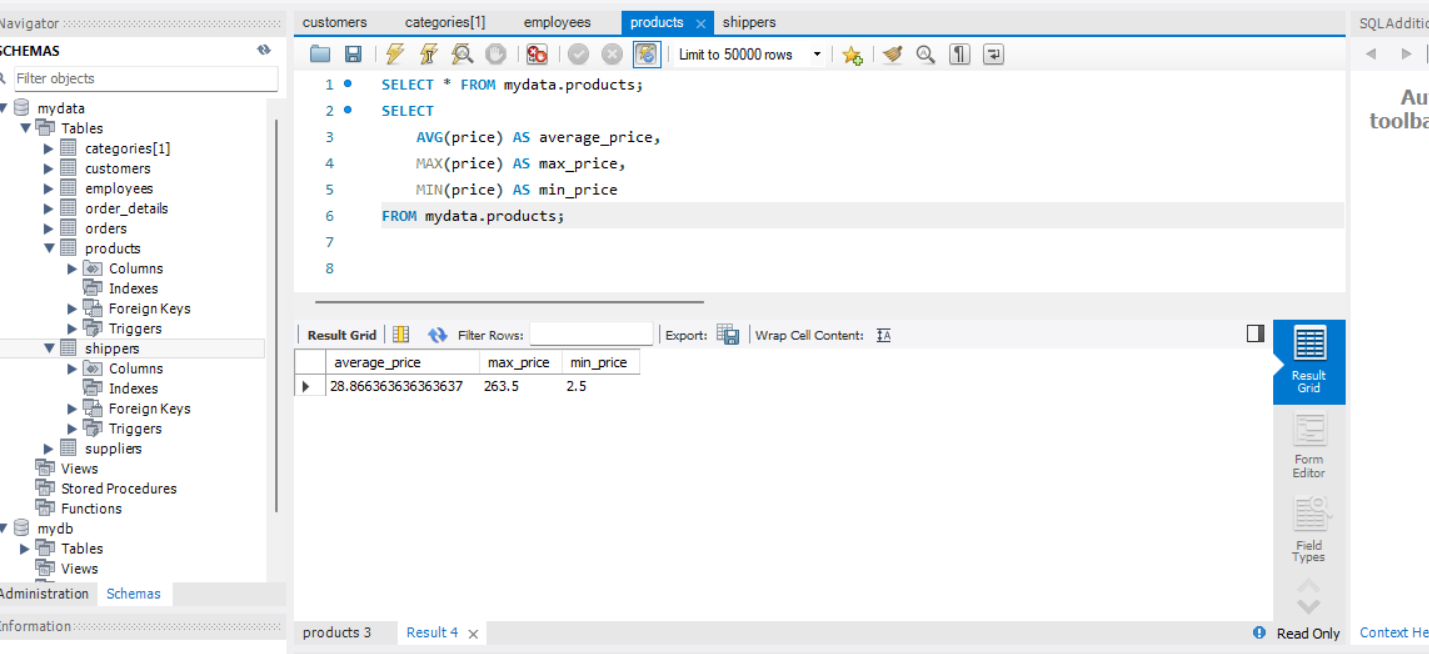 Navigator
SCHEMAS
Filter objects
mydata
Tables
categories[1]
customers
employees
order_details
orders
products
Columns
Indexes
Foreign Keys
Triggers
shippers
Columns
Indexes
Foreign Keys
Triggers
suppliers
Views
Stored Procedures
Functions
mydb
Tables
Views
Administration Schemas
Information
customers categories[1] employees products shippers
Limit to 50000 rows
1 SELECT * FROM mydata.products;
2 SELECT
3 AVG(price) AS average_price,
4 MAX(price) AS max_price,
5 MIN(price) AS min_price
6 FROM mydata.products;
7
8
Result Grid Filter Rows: Export: Wrap Cell Content:
average_price max_price min_price
28.866363636363637 263.5 2.5
Result
Grid
Form
Editor
Field
Types
products 3 Result 4
Read Only
SQLAdditio
Au
toolba
Context He